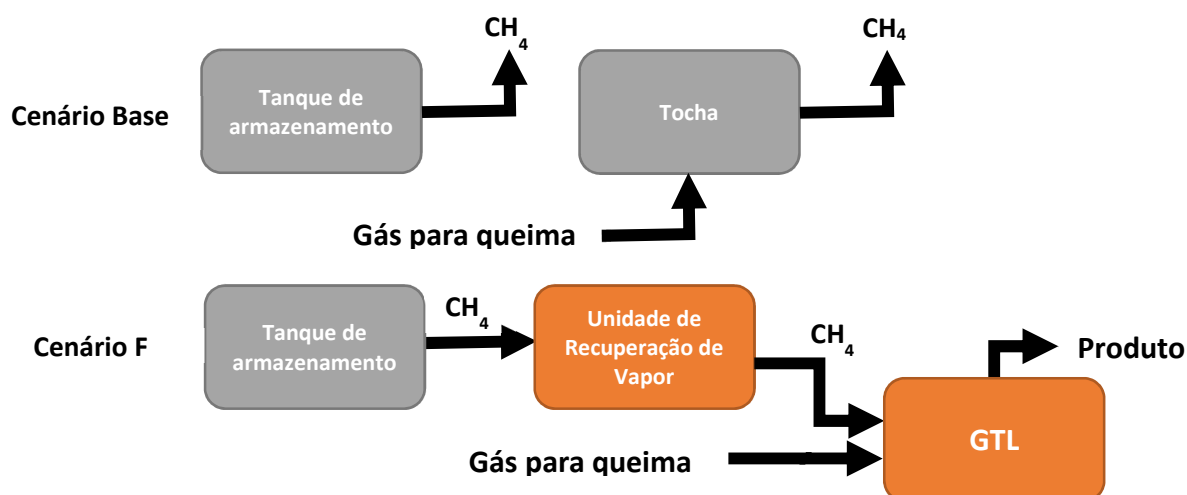 CH4
CH4
Cenário Base
Tanque de
armazenamento
Tocha
Gás para queima
Cenário F
Tanque de
armazenamento
CH4
Unidade de
Recuperação de
Vapor
CH4
Produto
GTL
Gás para queima